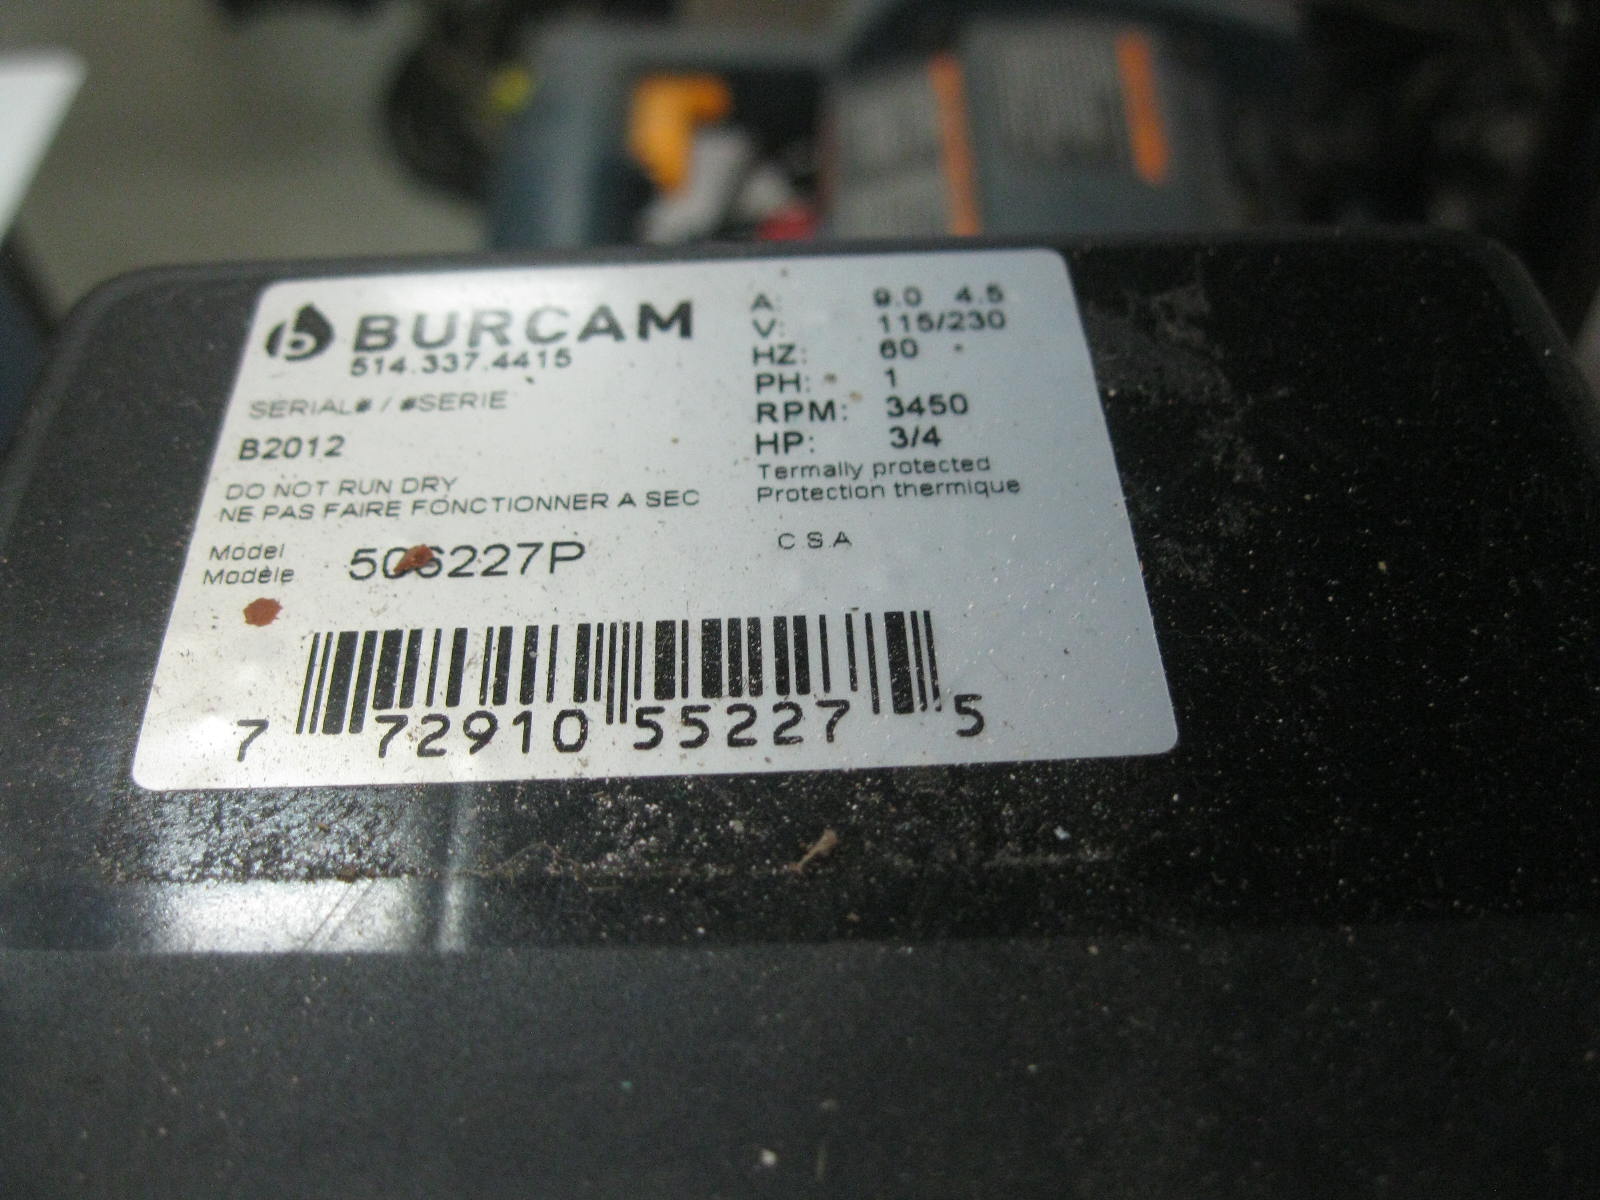 BURCAM
514.337.4415
SERIAL# / #SERIE
B2012
DO NOT RUN DRY
NE PAS FAIRE FONCTIONNER A SEC
Model
Modèle
506227P
A: 9.0 4.5
V: 115/230
HZ: 60
PH: 1
RPM: 3450
HP: 3/4
Termally protected
Protection thermique
C S A
7 72910 55227 5